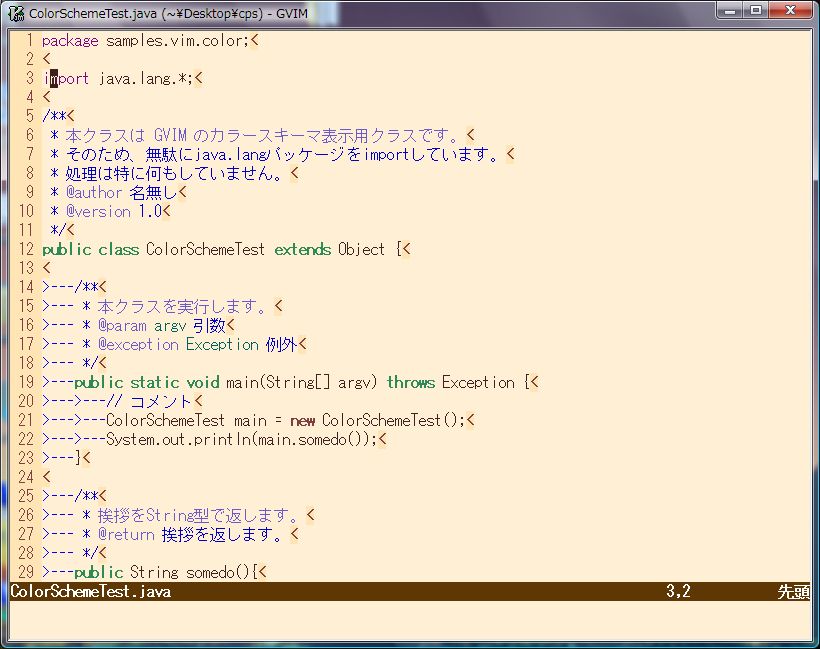 ColorSchemeTest.java (~¥Desktop¥cps) - GVIM
1 package samples.vim.color;<
2 <
3 import java.lang.*;<
4 <
5 /**<
6  * 本クラスは GVIM のカラースキーマ表示用クラスです。<
7  * そのため、無駄にjava.langパッケージをimportしています。<
8  * 処理は特に何もしていません。<
9  * @author 名無し<
10  * @version 1.0<
11  */<
12 public class ColorSchemeTest extends Object {<
13 <
14 >---/**<
15 >--- * 本クラスを実行します。<
16 >--- * @param argv 引数<
17 >--- * @exception Exception 例外<
18 >--- */<
19 >---public static void main(String[] argv) throws Exception {<
20 >--->---// コメント<
21 >--->---ColorSchemeTest main = new ColorSchemeTest();<
22 >--->---System.out.println(main.somedo());<
23 >---}<
24 <
25 >---/**<
26 >--- * 挨拶をString型で返します。<
27 >--- * @return 挨拶を返します。<
28 >--- */<
29 >---public String somedo(){<
ColorSchemeTest.java 3,2 先頭